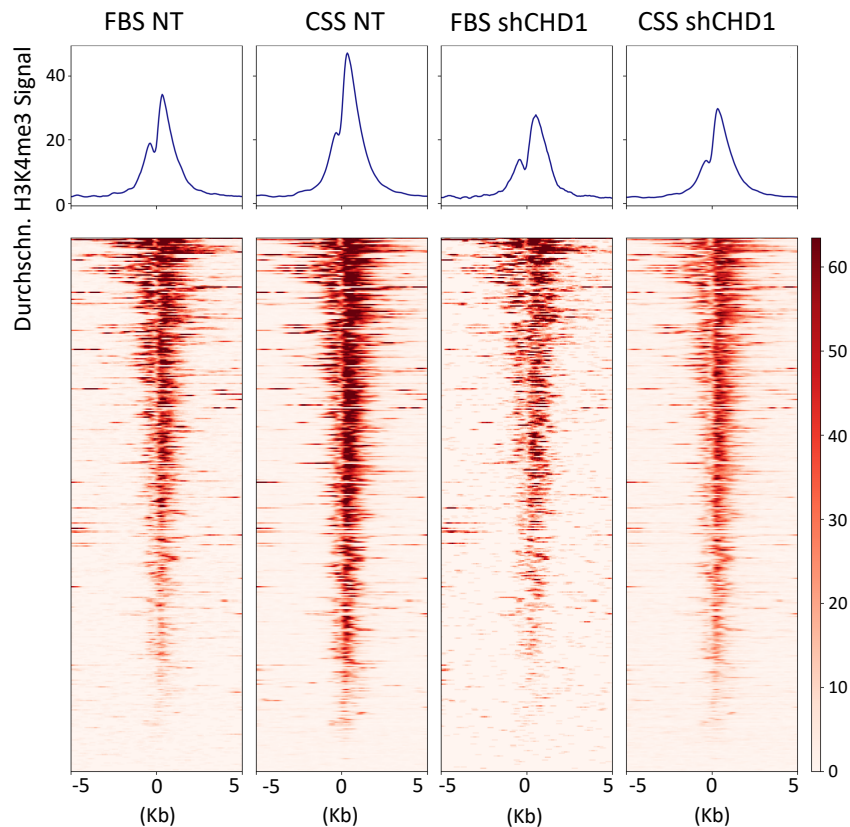 FBS NT
CSS NT
FBS shCHD1
CSS shCHD1
Durchschn. H3K4me3 Signal
40
20
0
60
50
40
30
20
10
0
-5 0 5
-5 0 5
-5 0 5
-5 0 5
(Kb)
(Kb)
(Kb)
(Kb)